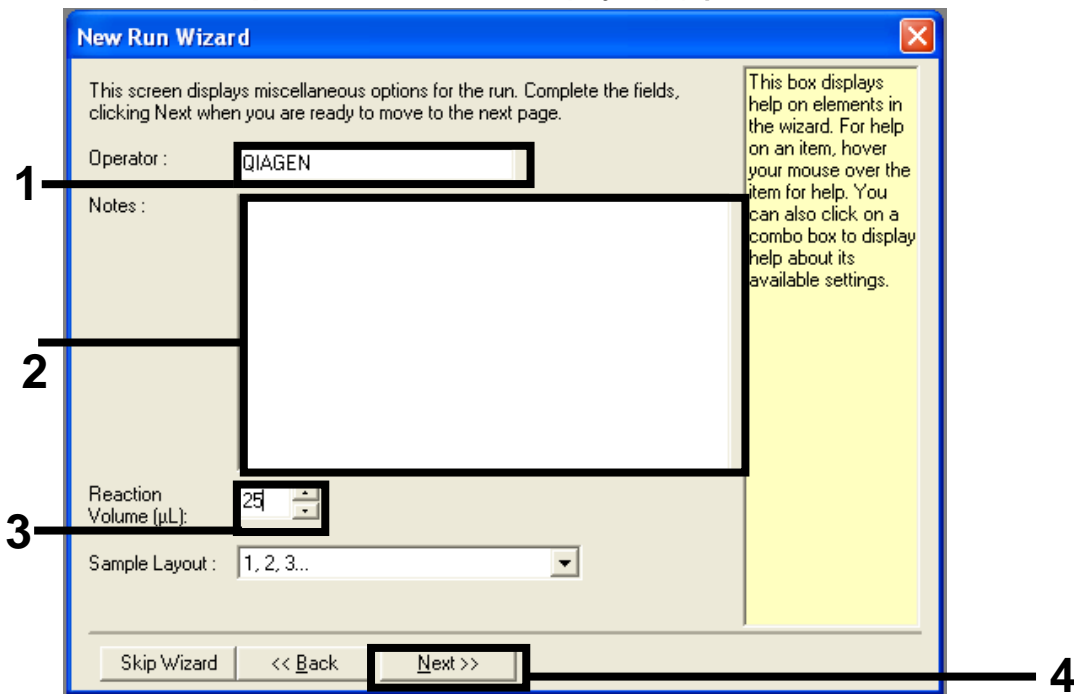 New Run Wizard
This screen displays miscellaneous options for the run. Complete the fields,
clicking Next when you are ready to move to the next page.
This box displays
help on elements in
the wizard. For help
on an item, hover
your mouse over the
item for help. You
can also click on a
combo box to display
help about its
available settings.
Operator :
QIAGEN
1
Notes :
2
Reaction
Volume (µL):
25
3
Sample Layout :
1, 2, 3...
Skip Wizard
<< Back
Next >>
4